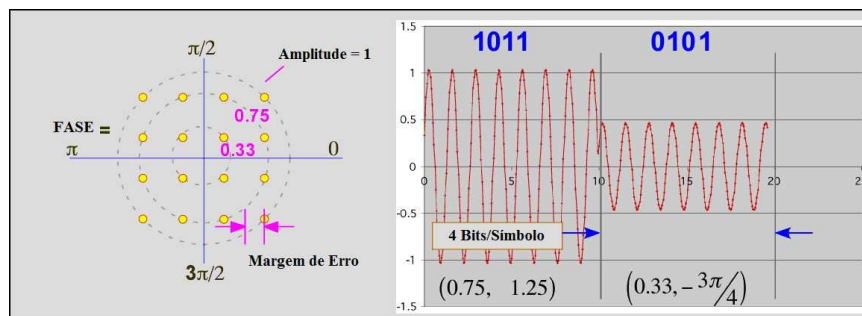 π/2
Amplitude = 1
FASE =
π
0.75
0.33
0
3π/2
Margem de Erro
1011
0101
1.5
1
0.5
0
-0.5
-1
-1.5
0
5
10
15
20
25
4 Bits/Símbolo
(0.75, 1.25)
(0.33, -3π/4)